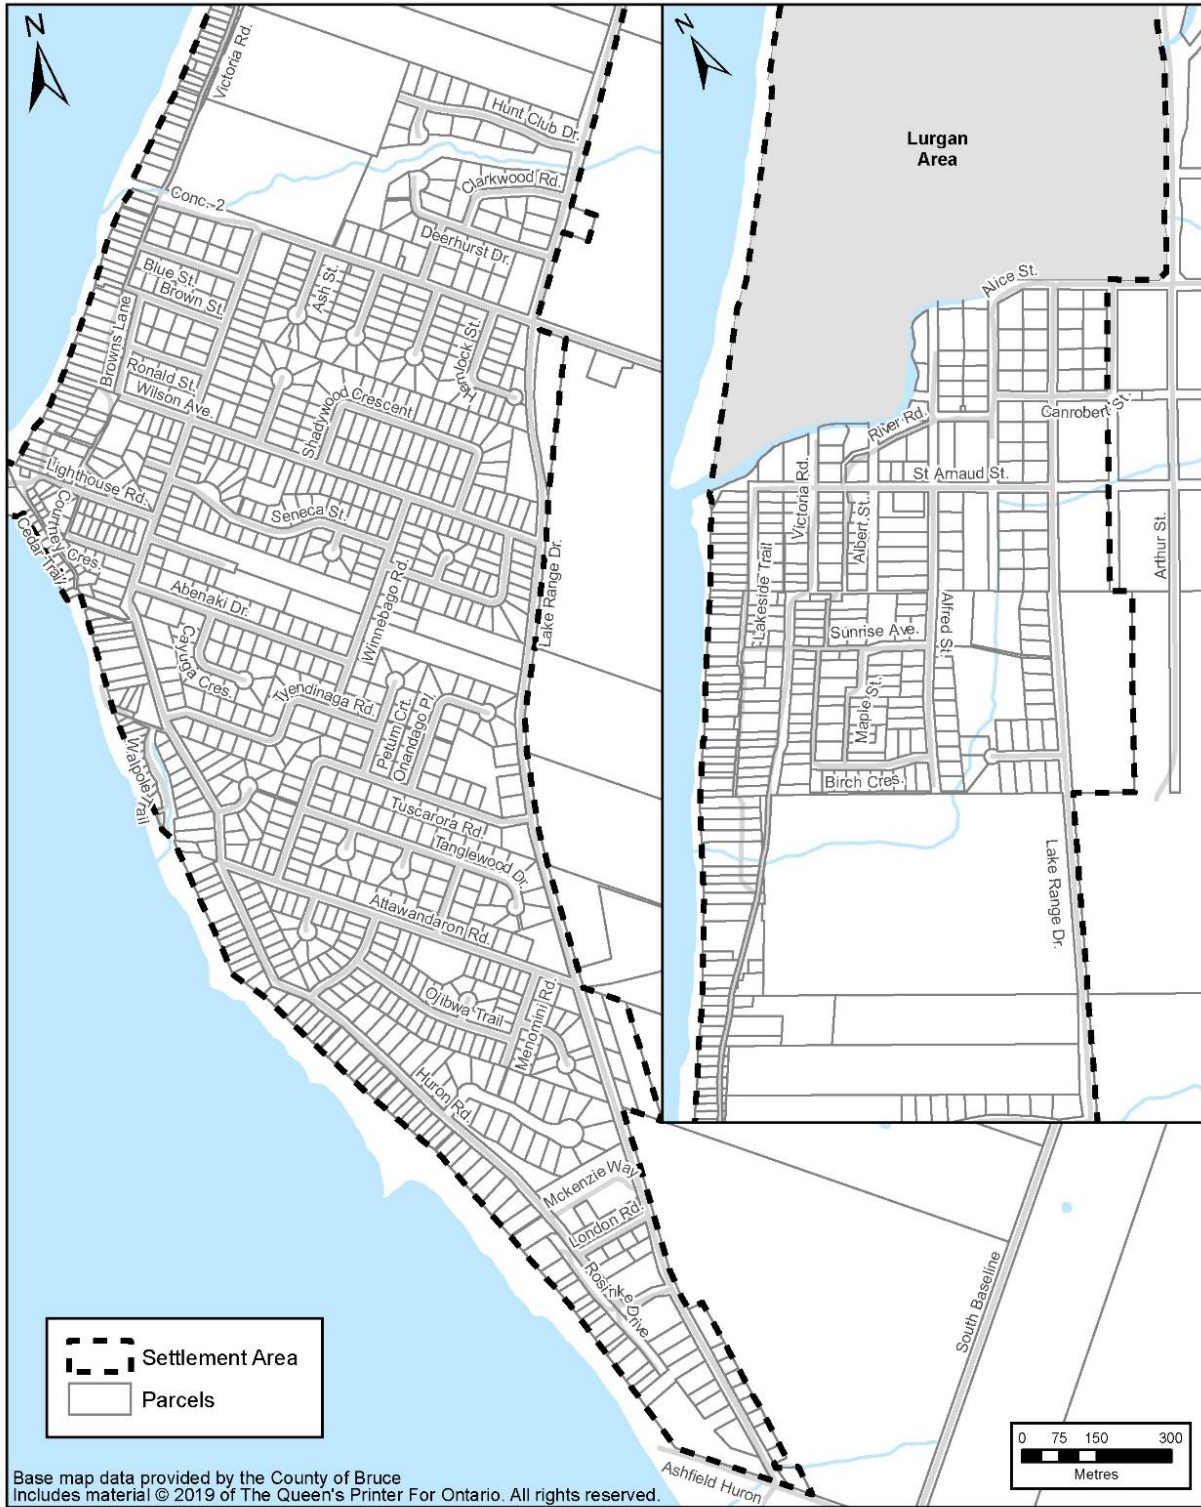 N
Victoria Rd.
Hunt Club Dr.
Clarkwood Rd.
Conc. 2
Deerhurst Dr.
Blue St.
Brown St.
Ash St.
Browns Lane
Hemlock St.
Ronald St.
Wilson Ave.
Shadywood Crescent
Lighthouse Rd.
Courtney Cres.
Cedar Trail
Seneca St.
Lake Range Dr.
Abenaki Dr.
Winnebago Rd.
Cayuga Cres.
Tyendinaga Rd.
Petum Crt.
Onandago Pl.
Walpole Trail
Tuscarora Rd.
Tanglewood Dr.
Attawandaron Rd.
Ojibwa Trail
Menomini Rd.
Huron Rd.
Mckenzie Way
London Rd.
Drive
South Baseline
Ashfield Huron
N
Lurgan
Area
Alice St.
Canrobert St.
River Rd.
St Arnaud St.
Victoria Rd.
Albert St.
Arthur St.
Lakeside Trail
Sunrise Ave.
Alfred St.
Maple St.
Birch Cres.
Lake Range Dr.
Settlement Area
Parcels
0 75 150 300
Metres
Base map data provided by the County of Bruce
Includes material © 2019 of The Queen's Printer For Ontario. All rights reserved.